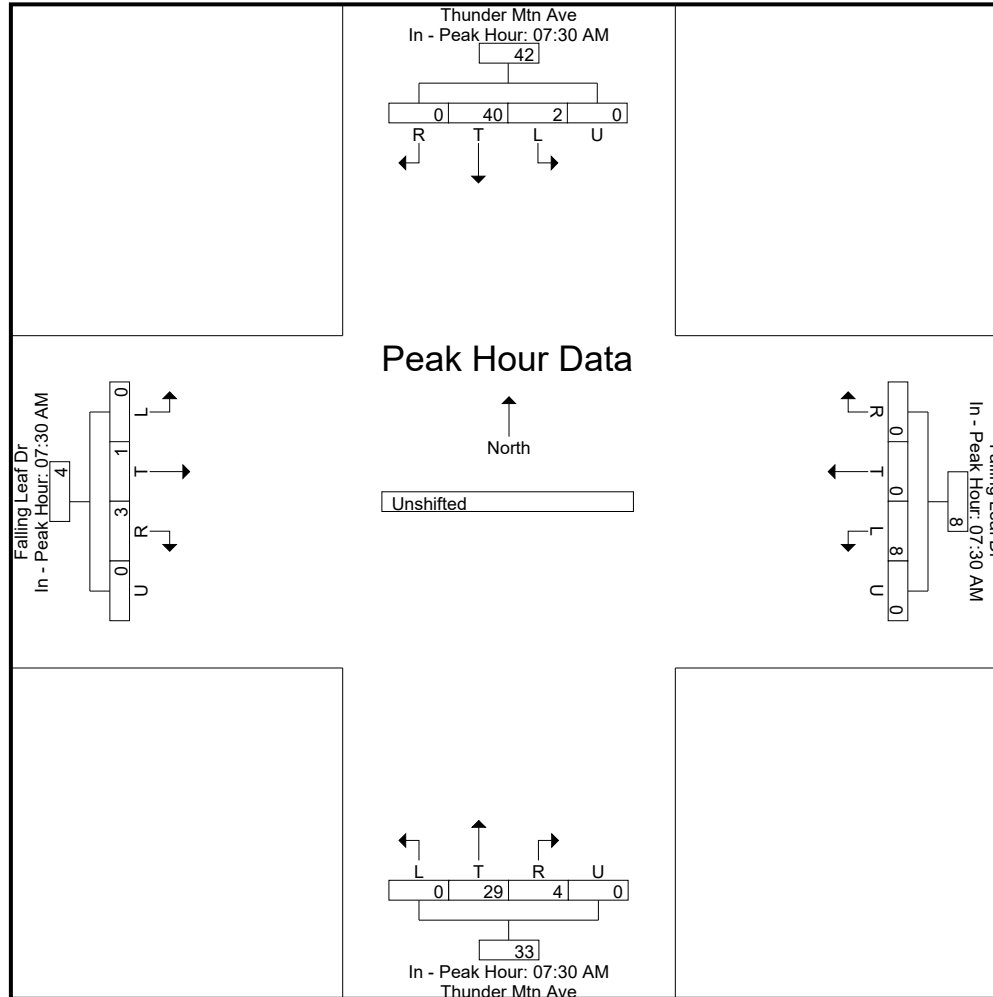 Thunder Mtn Ave
In - Peak Hour: 07:30 AM
42
0 40 2 0
R T L U
Peak Hour Data
North
Unshifted
Falling Leaf Dr
In - Peak Hour: 07:30 AM
4
0 1 3 0
L T R U
R T L U
0 0 8 0
8
In - Peak Hour: 07:30 AM
Falling Leaf Dr
L T R U
0 29 4 0
33
In - Peak Hour: 07:30 AM
Thunder Mtn Ave